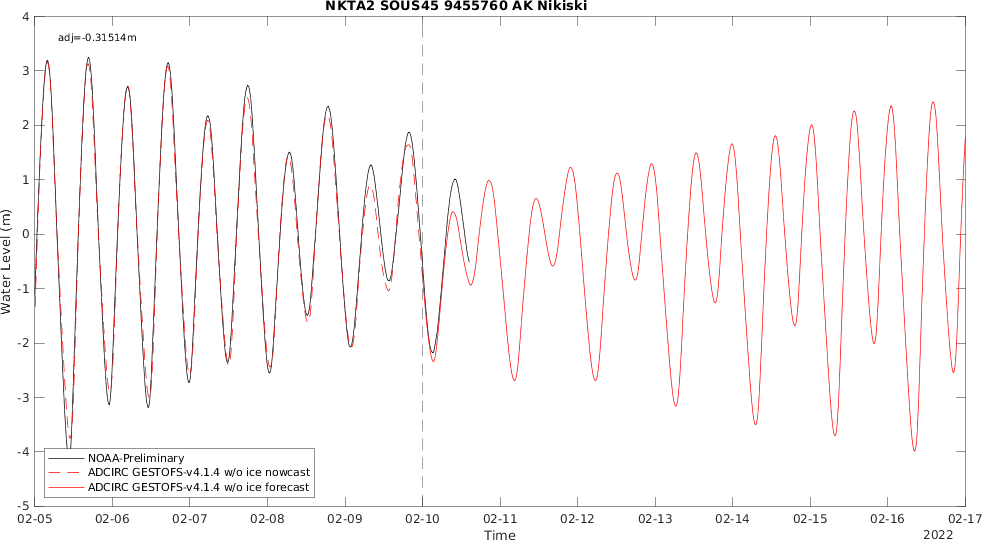 NKTA2 SOUS45 9455760 AK Nikiski
adj=-0.31514m
4
3
2
1
0
-1
-2
-3
-4
-5
Water Level (m)
NOAA-Preliminary
ADCIRC GESTOFS-v4.1.4 w/o ice nowcast
ADCIRC GESTOFS-v4.1.4 w/o ice forecast
02-05 02-06 02-07 02-08 02-09 02-10 02-11 02-12 02-13 02-14 02-15 02-16 02-17
Time
2022